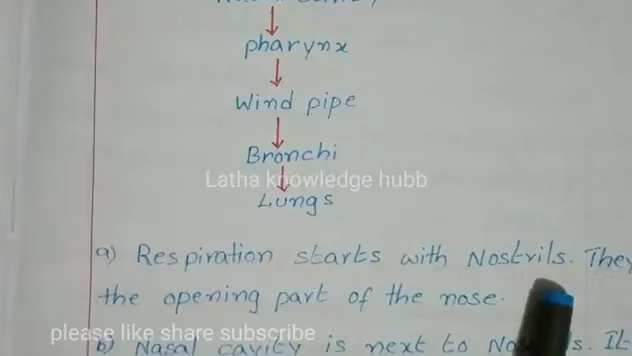 pharynx
Wind pipe
Bronchi
Latha knowledge hubb
Lungs
a) Respiration starts with Nostrils. They
the opening part of the nose.
please like share subscribe
b) Nasal cavity is next to